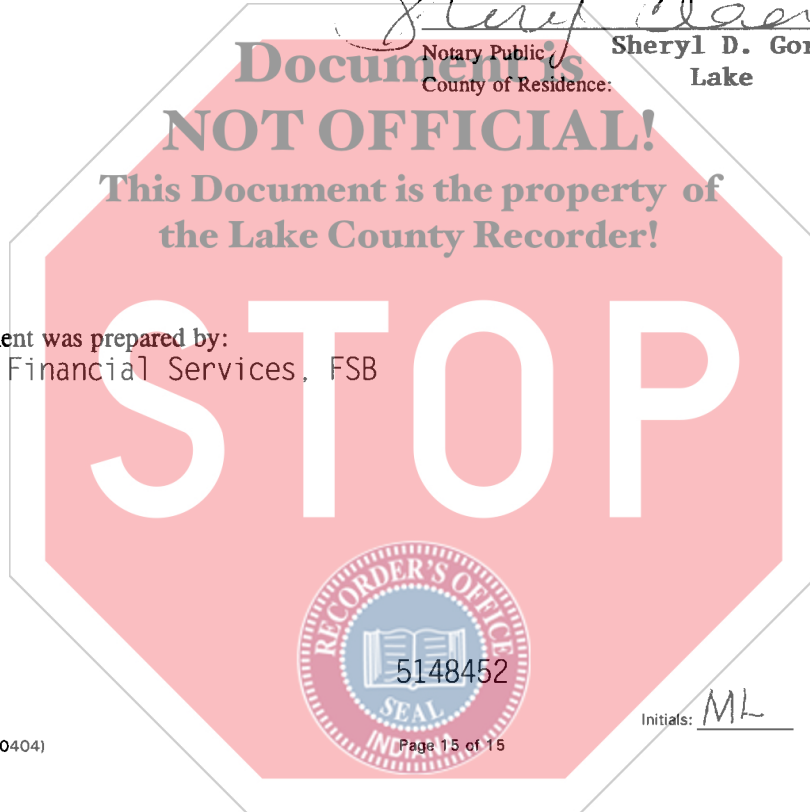 Notary Public Sheryl D. Gor
County of Residence: Lake
Document is
NOT OFFICIAL!
This Document is the property of
the Lake County Recorder!
ent was prepared by:
Financial Services, FSB
STOP
RECORDER'S OFFICE
5148452
SEAL
INDIANA
Initials: ML
0404)
Page 15 of 15